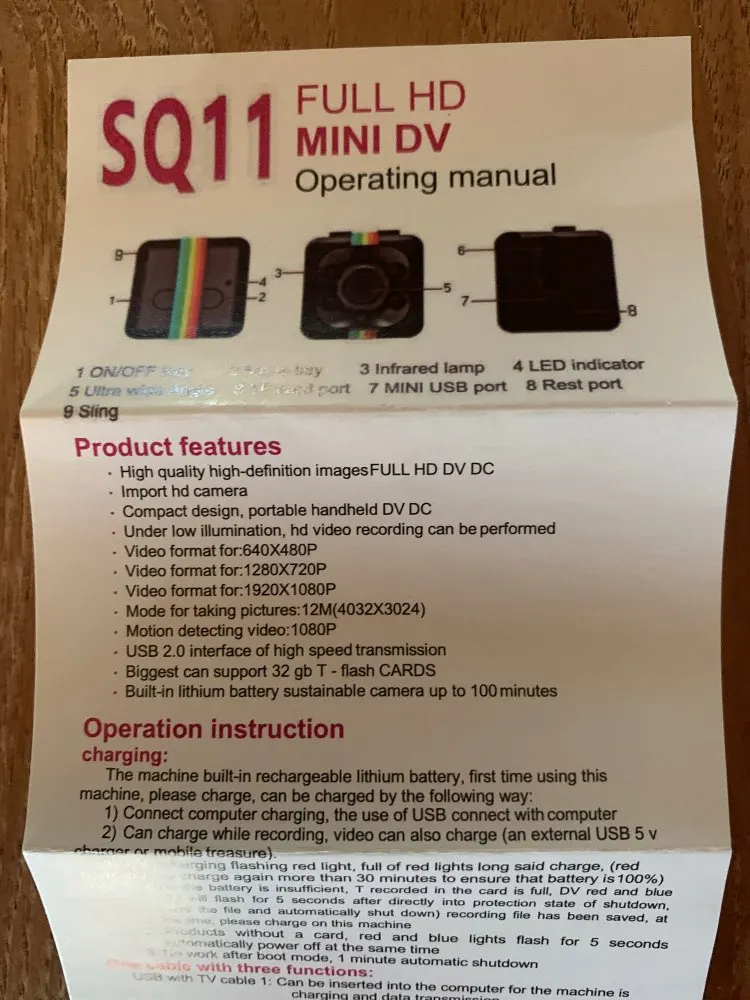 SQ11 FULL HD
MINI DV
Operating manual
9
1
4
2
3
5
6
7
8
1 ON/OFF
3 Infrared lamp 4 LED indicator
5 Ultra port 7 MINI USB port 8 Rest port
9 Sling
Product features
· High quality high-definition imagesFULL HD DV DC
· Import hd camera
· Compact design, portable handheld DV DC
· Under low illumination, hd video recording can be performed
· Video format for:640X480P
· Video format for:1280X720P
· Video format for:1920X1080P
· Mode for taking pictures:12M(4032X3024)
· Motion detecting video:1080P
· USB 2.0 interface of high speed transmission
· Biggest can support 32 gb T - flash CARDS
· Built-in lithium battery sustainable camera up to 100 minutes
Operation instruction
charging:
The machine built-in rechargeable lithium battery, first time using this
machine, please charge, can be charged by the following way:
1) Connect computer charging, the use of USB connect with computer
2) Can charge while recording, video can also charge (an external USB 5 v
charger or mobile treasure).
flashing red light, full of red lights long said charge, (red
charge again more than 30 minutes to ensure that battery is 100%)
battery is insufficient, T recorded in the card is full, DV red and blue
will flash for 5 seconds after directly into protection state of shutdown,
the file and automatically shut down) recording file has been saved, at
please charge on this machine
without a card, red and blue lights flash for 5 seconds
automatically power off at the same time
work after boot mode, 1 minute automatic shutdown
cable with three functions:
USB with TV cable 1: Can be inserted into the computer for the machine is
charging and data transmission